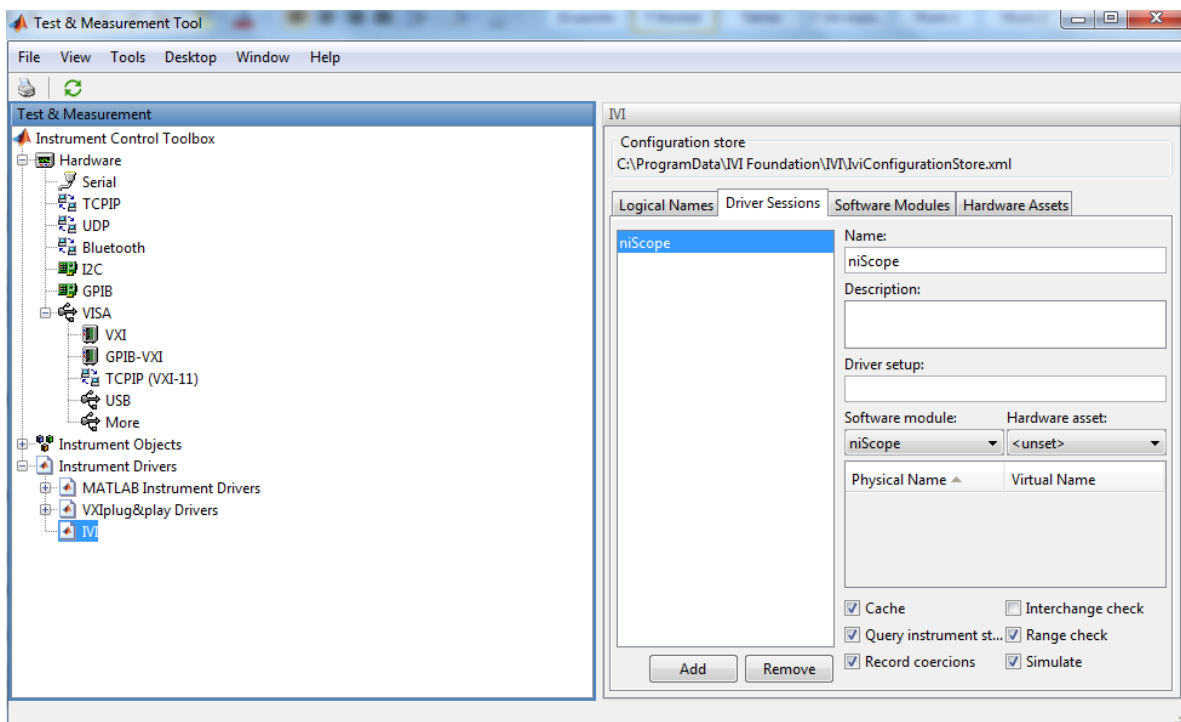 Test & Measurement Tool
File View Tools Desktop Window Help
Test & Measurement
Instrument Control Toolbox
Hardware
Serial
TCPIP
UDP
Bluetooth
I2C
GPIB
VISA
VXI
GPIB-VXI
TCPIP (VXI-11)
USB
More
Instrument Objects
Instrument Drivers
MATLAB Instrument Drivers
VXIplug&play Drivers
IVI
IVI
Configuration store
C:\ProgramData\IVI Foundation\IVI\IviConfigurationStore.xml
Logical Names Driver Sessions Software Modules Hardware Assets
niScope
Name:
niScope
Description:
Driver setup:
Software module: Hardware asset:
niScope <unset>
Physical Name Virtual Name
Cache Interchange check
Query instrument st... Range check
Record coercions Simulate
Add Remove